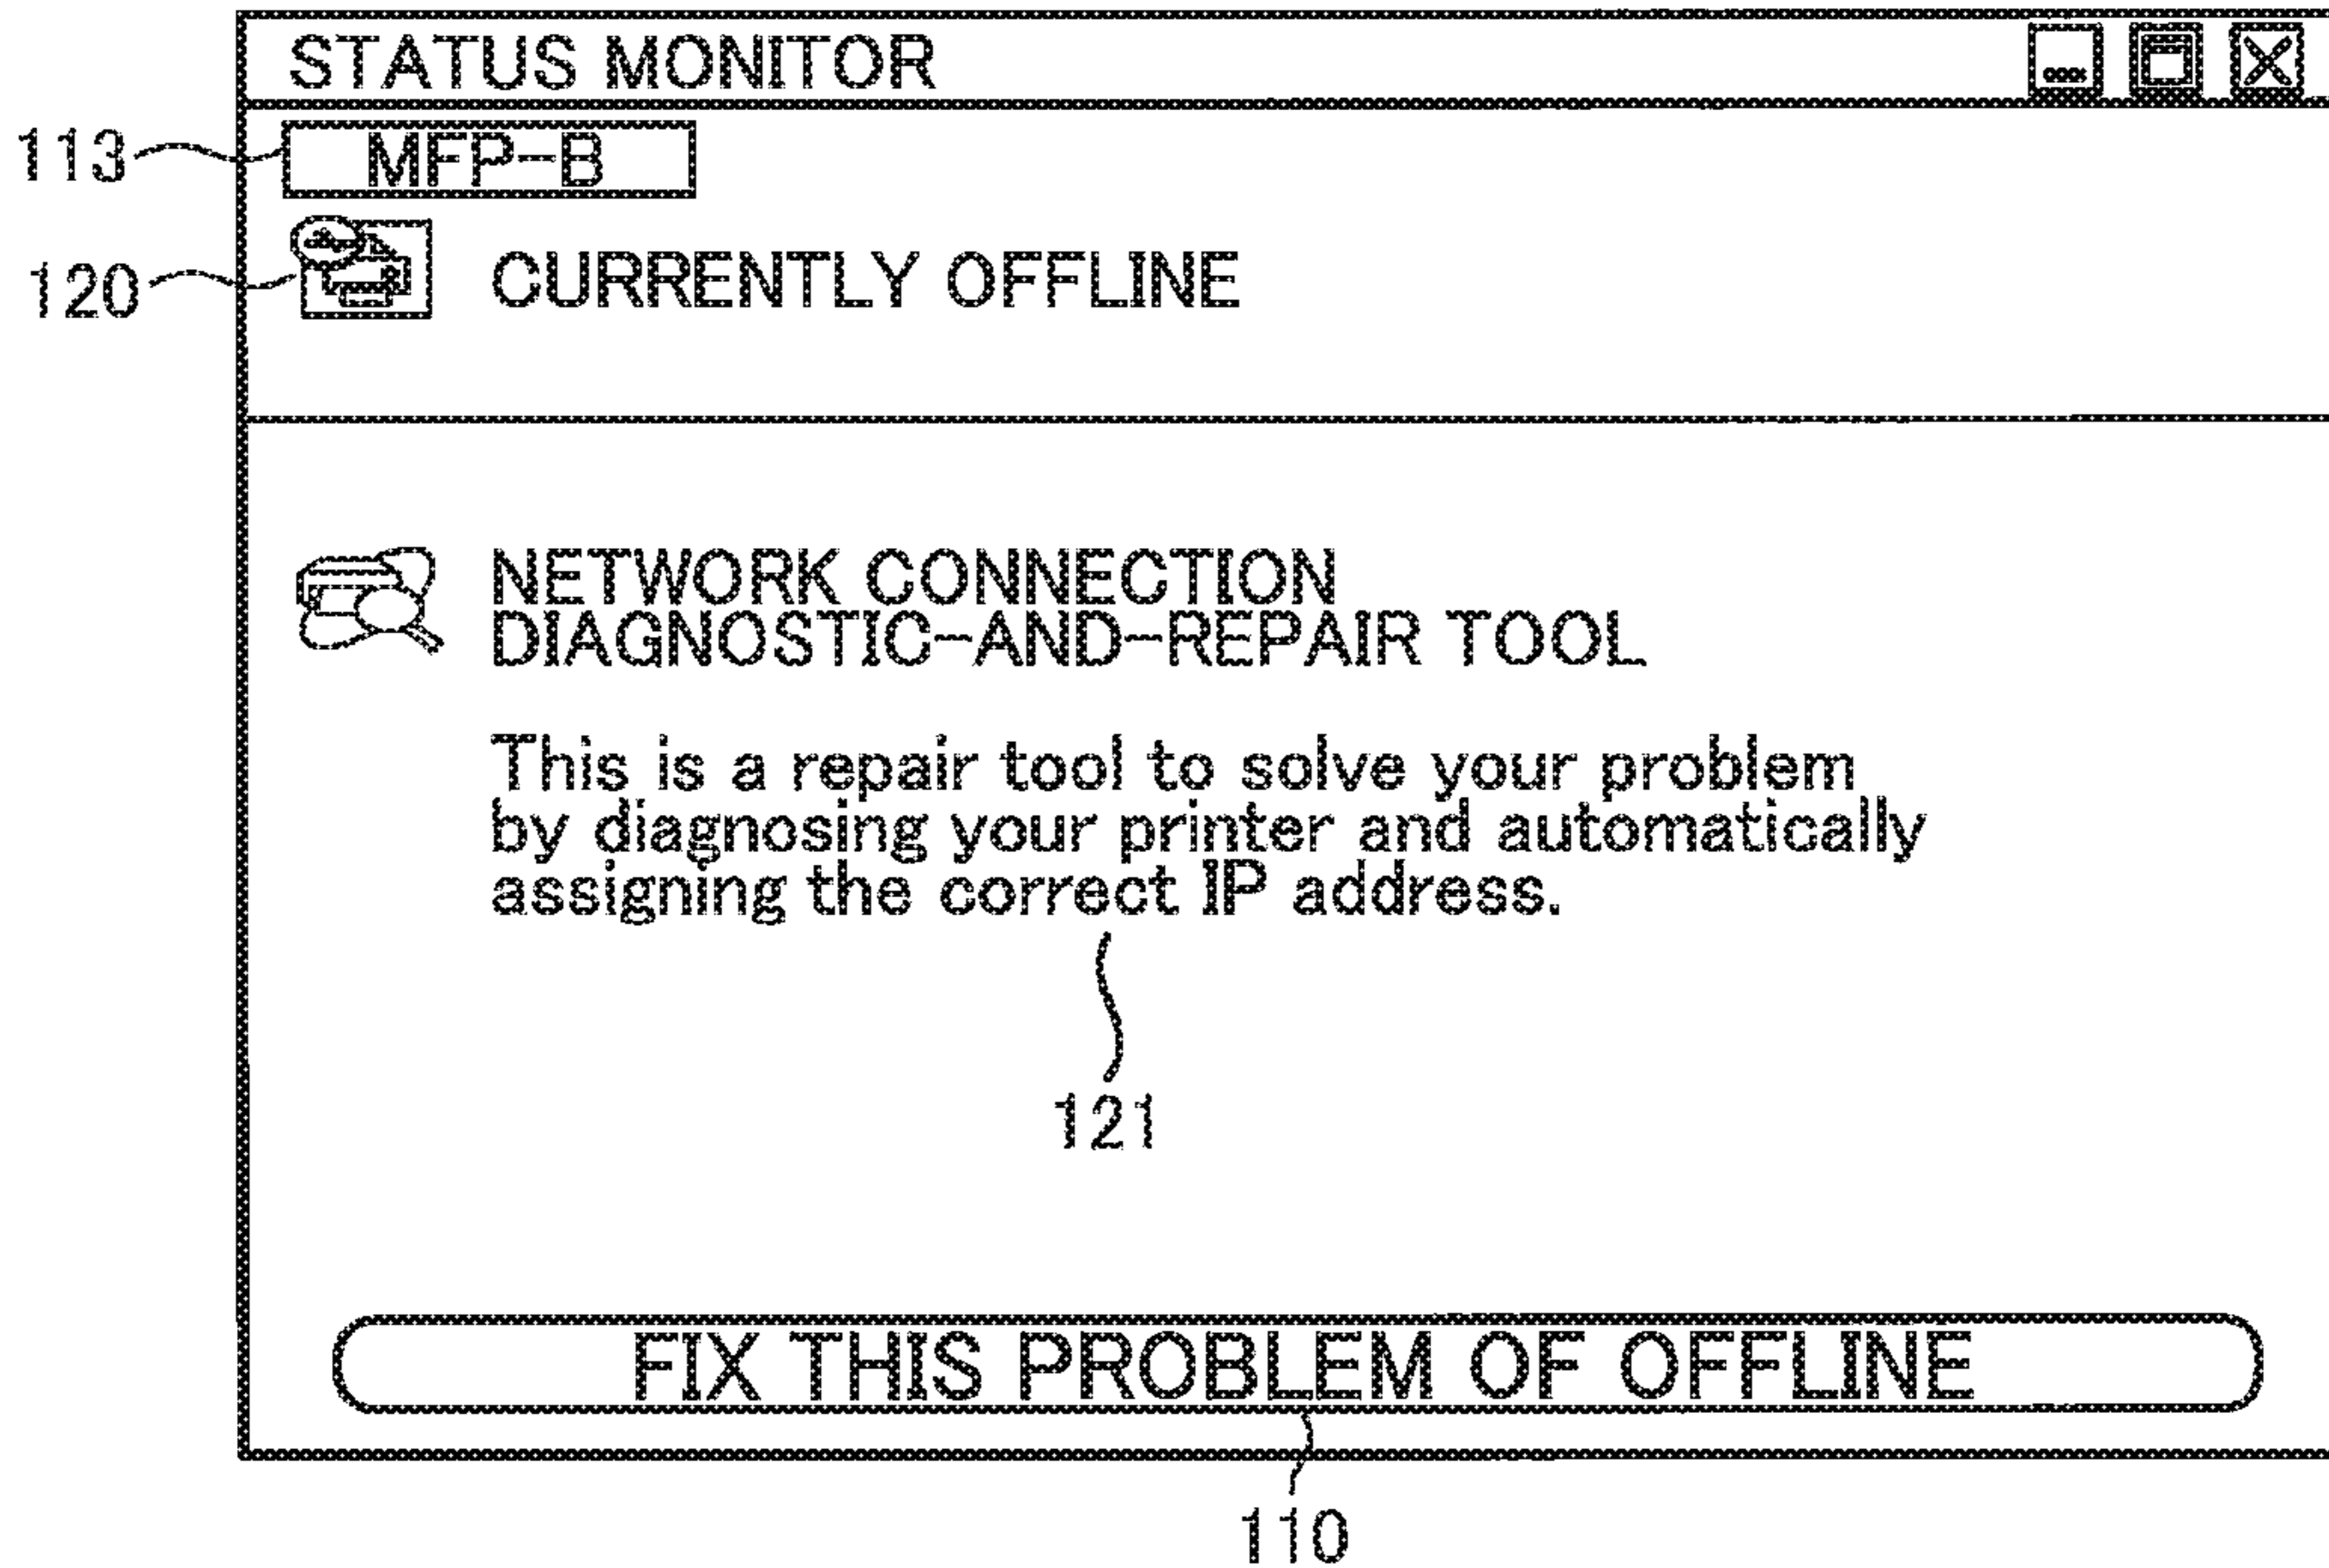 STATUS MONITOR
113
MFP-B
120
CURRENTLY OFFLINE
NETWORK CONNECTION
DIAGNOSTIC-AND-REPAIR TOOL
This is a repair tool to solve your problem
by diagnosing your printer and automatically
assigning the correct IP address.
121
FIX THIS PROBLEM OF OFFLINE
110